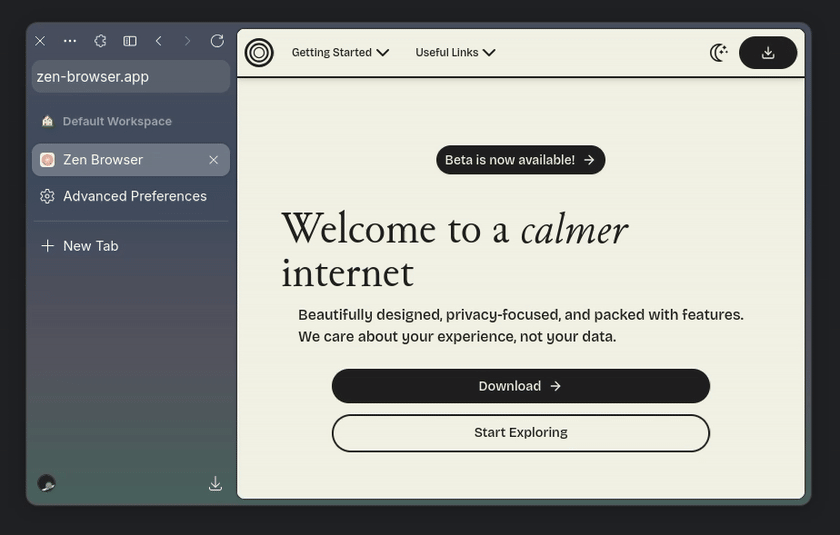 zen-browser.app
Default Workspace
Zen Browser
Advanced Preferences
New Tab
Getting Started
Useful Links
Beta is now available!
Welcome to a calmer
internet
Beautifully designed, privacy-focused, and packed with features.
We care about your experience, not your data.
Download
Start Exploring